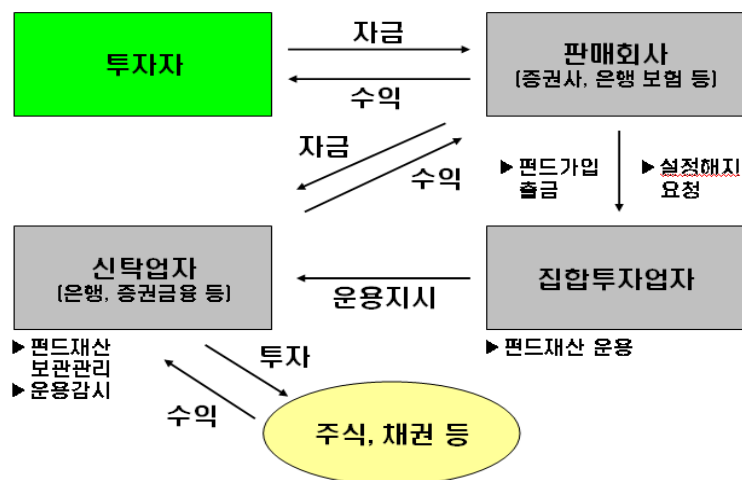 투자자
자금
수익
판매회사
(증권사, 은행 보험 등)
자금
수익
▶ 펀드가입
출금
▶ 설정해지
요청
신탁업자
(은행, 증권금융 등)
운용지시
집합투자업자
▶ 펀드재산
보관관리
▶ 운용감시
▶ 펀드재산 운용
투자
수익
주식, 채권 등